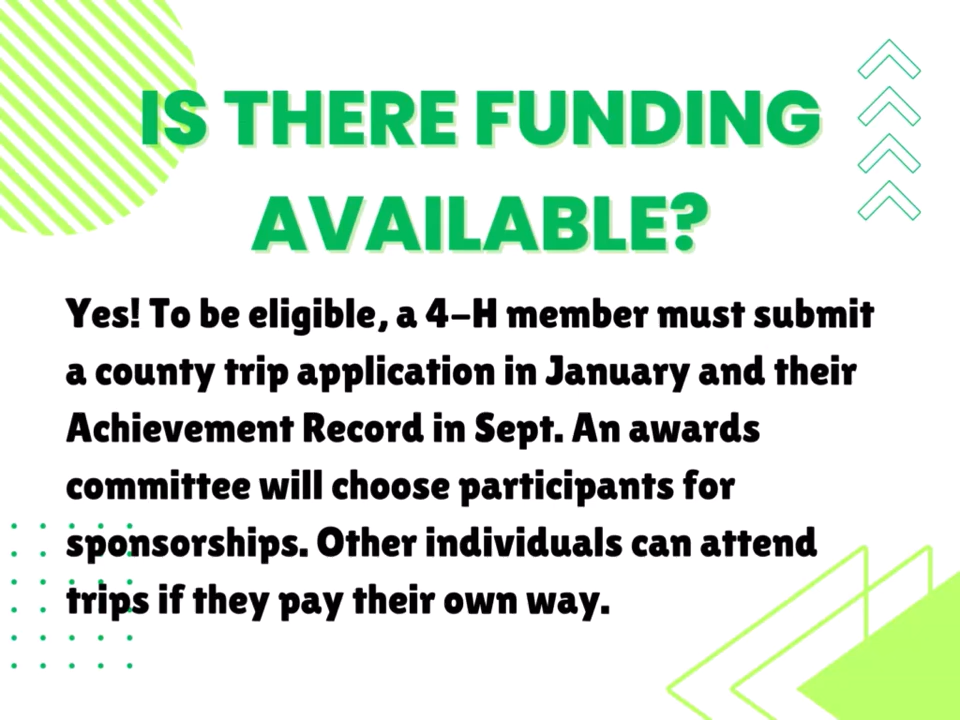 IS THERE FUNDING
AVAILABLE?
Yes! To be eligible, a 4-H member must submit
a county trip application in January and their
Achievement Record in Sept. An awards
committee will choose participants for
sponsorships. Other individuals can attend
trips if they pay their own way.